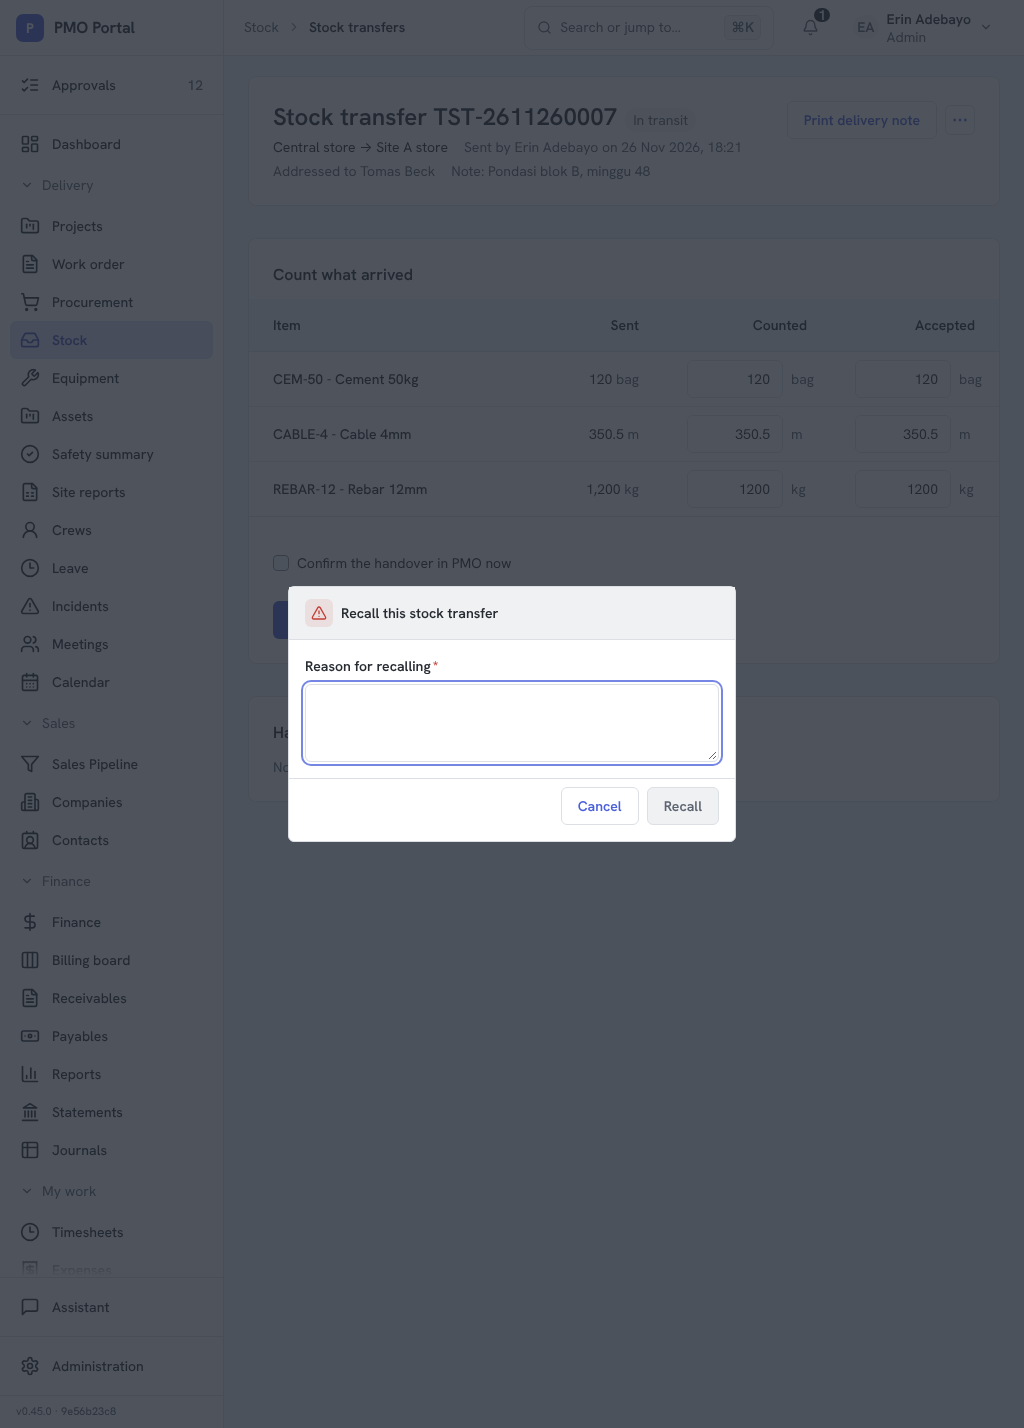 P PMO Portal
Stock > Stock transfers
Search or jump to... ⌘K
1
EA Erin Adebayo
Admin
Approvals 12
Dashboard
Delivery
Projects
Work order
Procurement
Stock
Equipment
Assets
Safety summary
Site reports
Crews
Leave
Incidents
Meetings
Calendar
Sales
Sales Pipeline
Companies
Contacts
Finance
Finance
Billing board
Receivables
Payables
Reports
Statements
Journals
My work
Timesheets
Expenses
Assistant
Administration
v0.45.0 · 9e56b23c8
Stock transfer TST-2611260007 In transit
Print delivery note
Central store → Site A store Sent by Erin Adebayo on 26 Nov 2026, 18:21
Addressed to Tomas Beck Note: Pondasi blok B, minggu 48
Count what arrived
Item Sent Counted Accepted
CEM-50 - Cement 50kg 120 bag 120 bag 120 bag
CABLE-4 - Cable 4mm 350.5 m 350.5 m 350.5 m
REBAR-12 - Rebar 12mm 1,200 kg 1200 kg 1200 kg
Confirm the handover in PMO now
Recall this stock transfer
Reason for recalling *
Cancel Recall